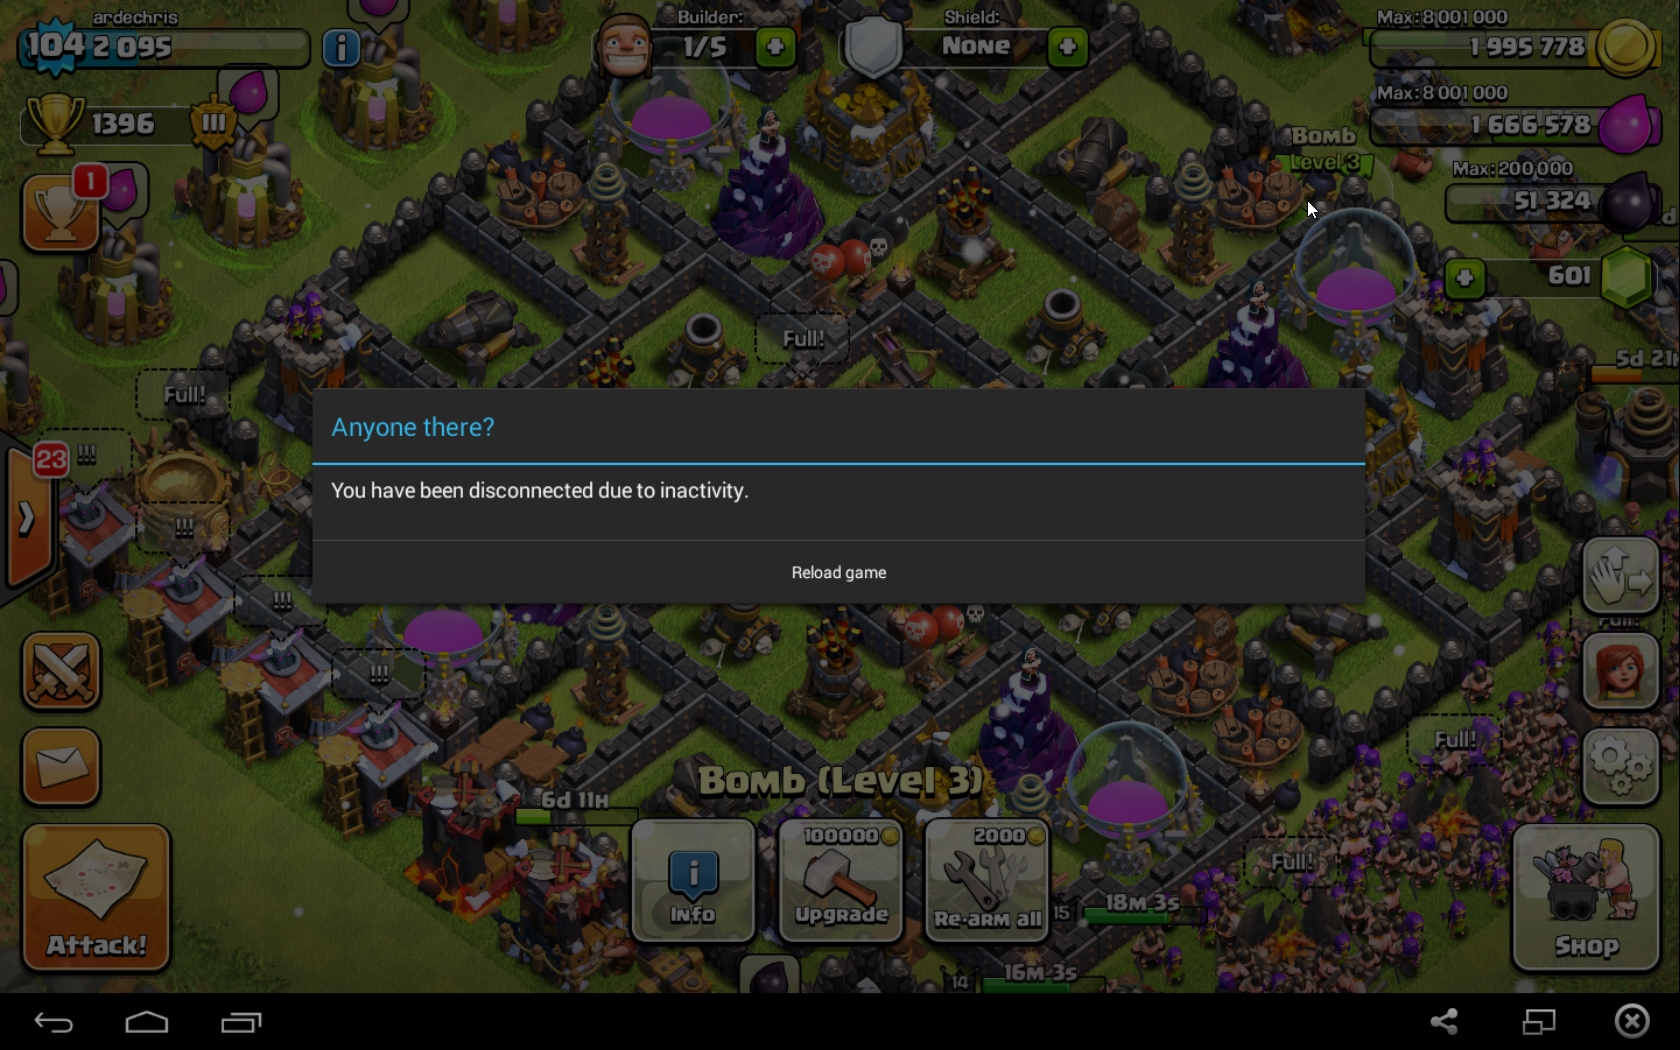 ardechris
104 2 095
Builder:
1/5
Shield:
None
Max: 8 001 000
1 995 778
Max: 8 001 000
1 666 578
Max: 200 000
51 324
601
1396
III
1
Bomb
Level 3
Full!
Full!
5d 21
23
!!!
!!!
!!!
!!!
Anyone there?
You have been disconnected due to inactivity.
Reload game
Full!
Full!
Full!
6d 11H
Bomb (Level 3)
Info
100000
Upgrade
2000
Re-arm all
15
18m 3s
14
16m 3s
Attack!
Shop